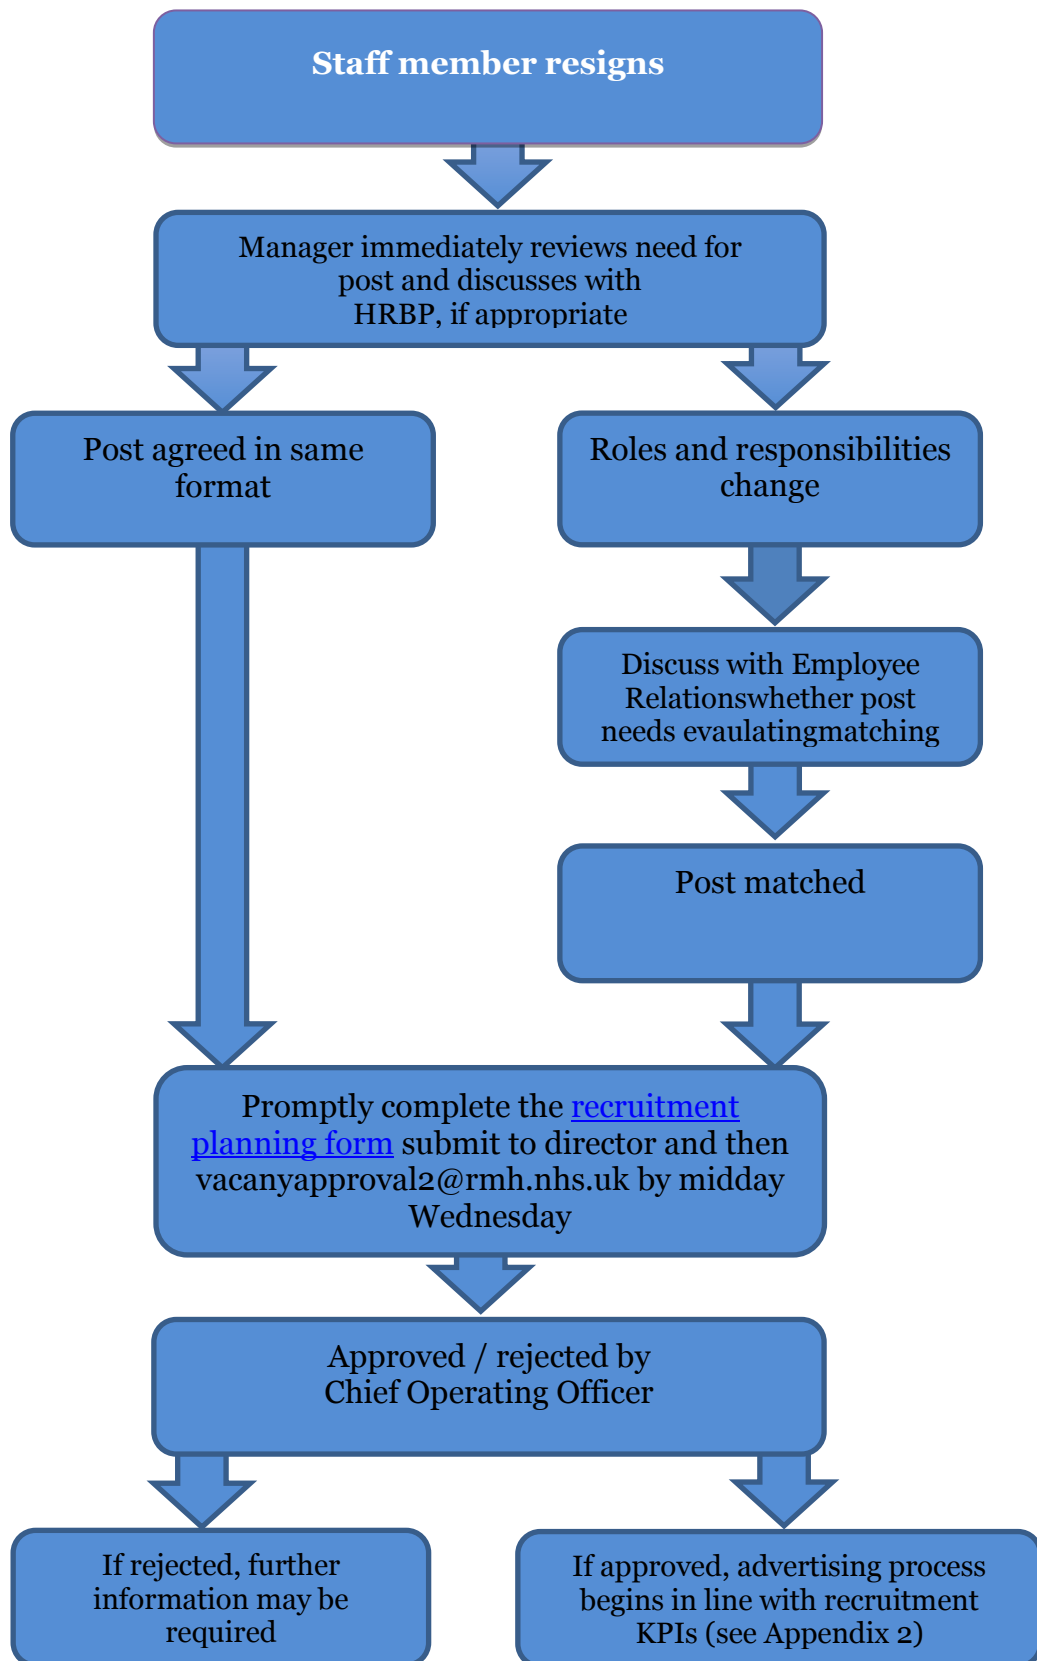 Staff member resigns
Manager immediately reviews need for
post and discusses with
HRBP, if appropriate
Post agreed in same
format
Roles and responsibilities
change
Discuss with Employee
Relationswhether post
needs evaulatingmatching
Post matched
Promptly complete the recruitment
planning form submit to director and then
vacanyapproval2@rmh.nhs.uk by midday
Wednesday
Approved / rejected by
Chief Operating Officer
If rejected, further
information may be
required
If approved, advertising process
begins in line with recruitment
KPIs (see Appendix 2)